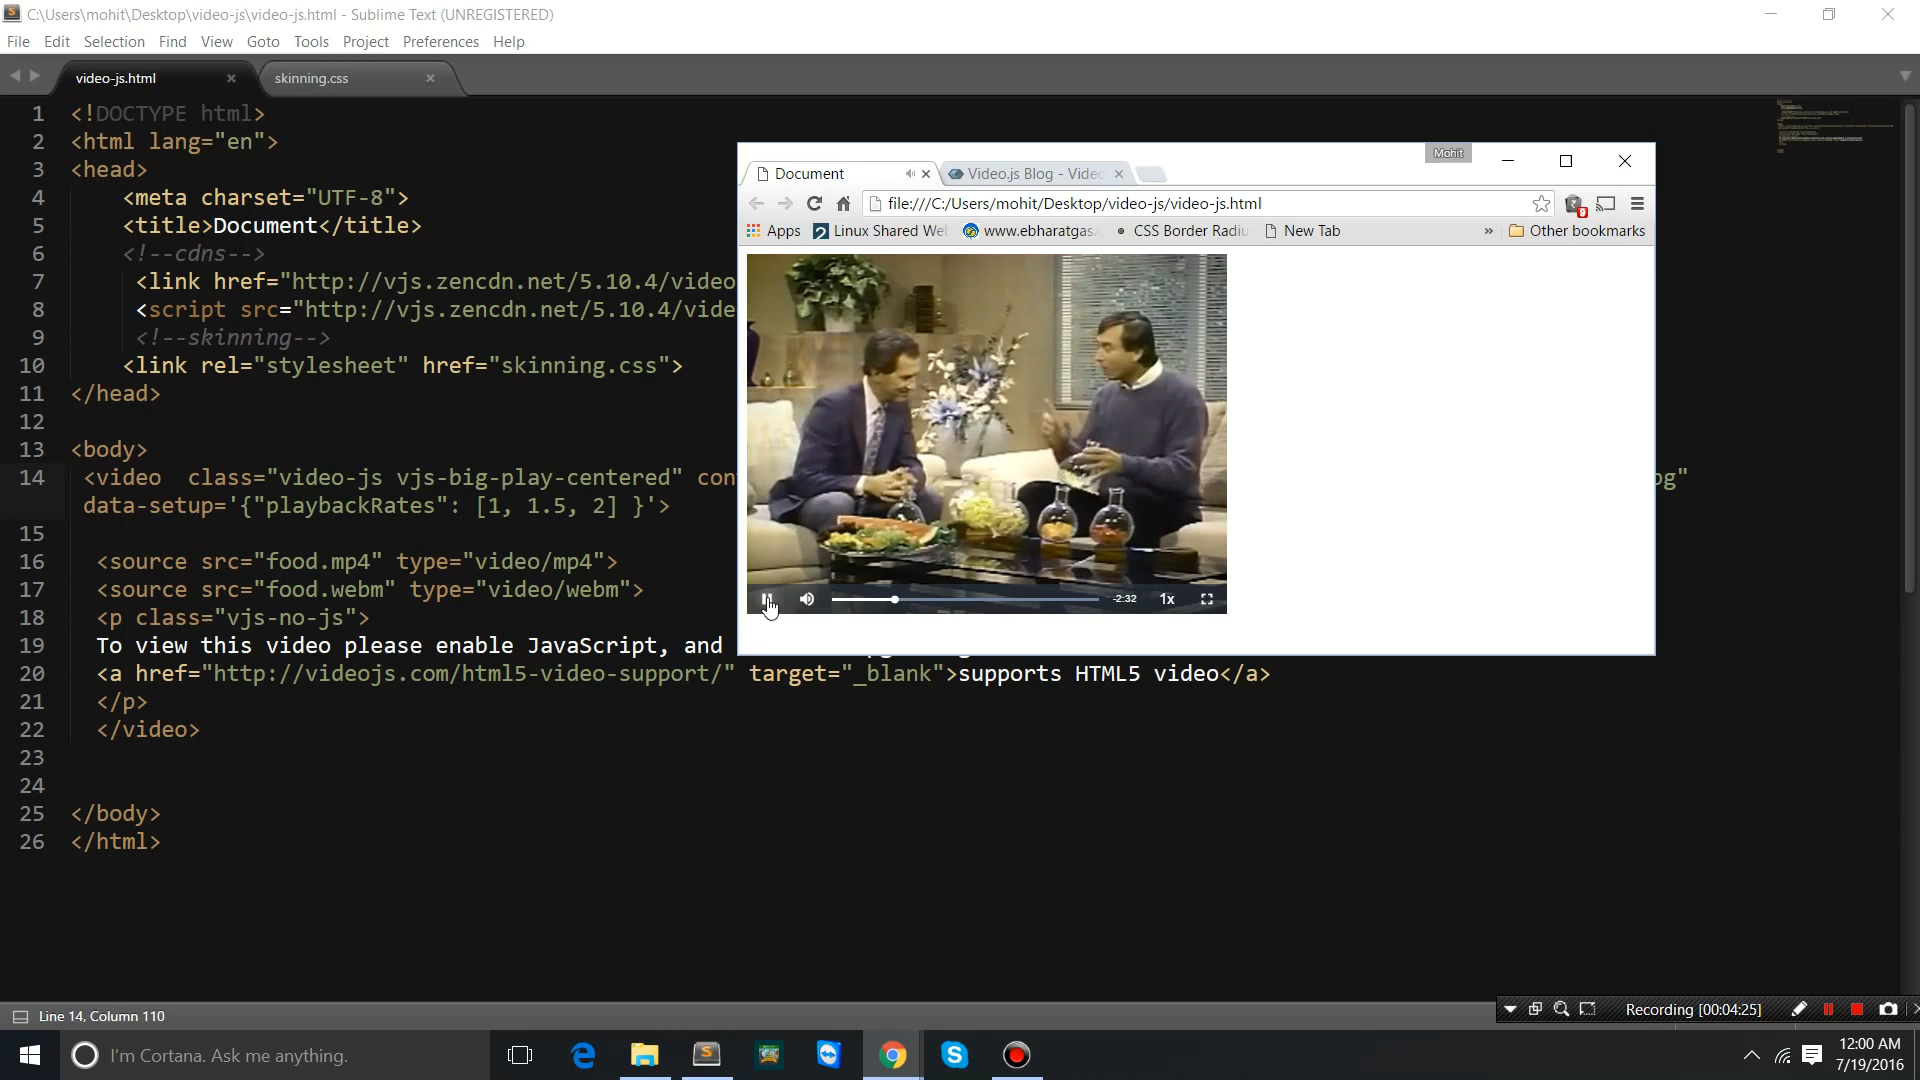 C:\Users\mohit\Desktop\video-js\video-js.html - Sublime Text (UNREGISTERED)
File Edit Selection Find View Goto Tools Project Preferences Help
video-js.html
skinning.css
1 <!DOCTYPE html>
2 <html lang="en">
3 <head>
4 <meta charset="UTF-8">
5 <title>Document</title>
6 <!--cdns-->
7 <link href="http://vjs.zencdn.net/5.10.4/video
8 <script src="http://vjs.zencdn.net/5.10.4/vide
9 <!--skinning-->
10 <link rel="stylesheet" href="skinning.css">
11 </head>
12
13 <body>
14 <video class="video-js vjs-big-play-centered" con
data-setup='{"playbackRates": [1, 1.5, 2] }'>
15
16 <source src="food.mp4" type="video/mp4">
17 <source src="food.webm" type="video/webm">
18 <p class="vjs-no-js">
19 To view this video please enable JavaScript, and
20 <a href="http://videojs.com/html5-video-support/" target="_blank">supports HTML5 video</a>
21 </p>
22 </video>
23
24
25 </body>
26 </html>
Mohit
Document
Video.js Blog - Video
file:///C:/Users/mohit/Desktop/video-js/video-js.html
Apps Linux Shared We www.ebharatgas. CSS Border Radiu New Tab » Other bookmarks
-2:32 1x
Line 14, Column 110
Recording [00:04:25]
I'm Cortana. Ask me anything.
12:00 AM
7/19/2016